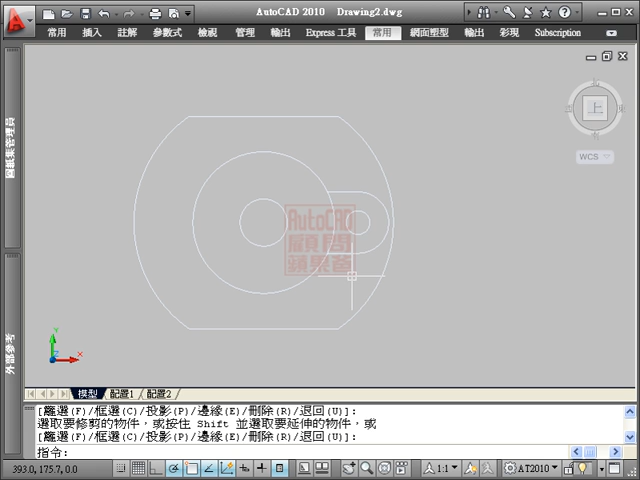 AutoCAD 2010 Drawing2.dwg
常用 插入 註解 參數式 檢視 管理 輸出 Express 工具 常用 網面塑型 輸出 彩現 Subscription
圖紙集管理員
上
WCS
AutoCAD
顧問
蘋果爸
Y
X
Z
外部參考
模型 配置1 配置2
[籬選(F)/框選(C)/投影(P)/邊緣(E)/刪除(R)/退回(U)]:
選取要修剪的物件，或按住 Shift 並選取要延伸的物件，或
[籬選(F)/框選(C)/投影(P)/邊緣(E)/刪除(R)/退回(U)]:
指令:
393.0, 175.7, 0.0 1:1 AT2010